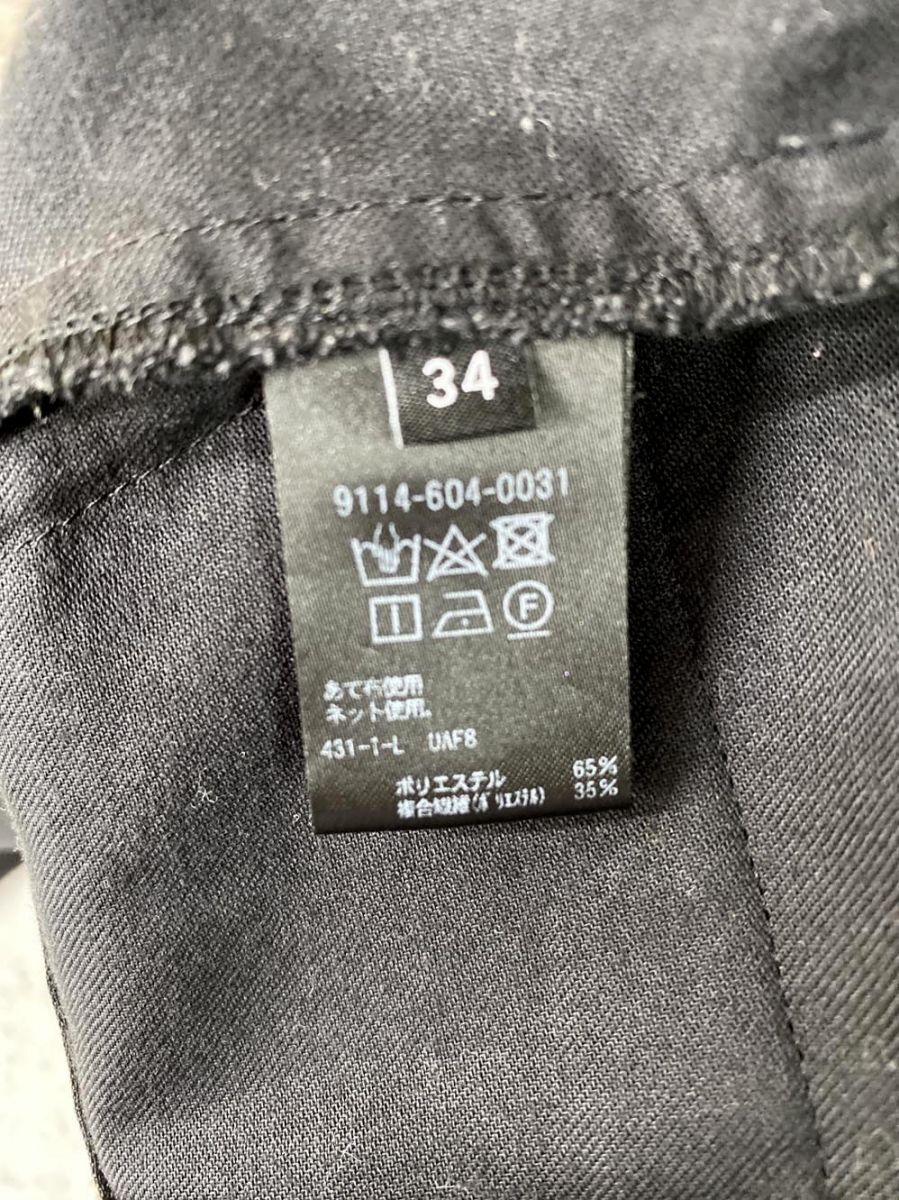 34
9114-604-0031
F
あて布使用
ネット使用.
431-1-L UAF8
ポリエステル 65%
複合繊維(ポリエステル) 35%